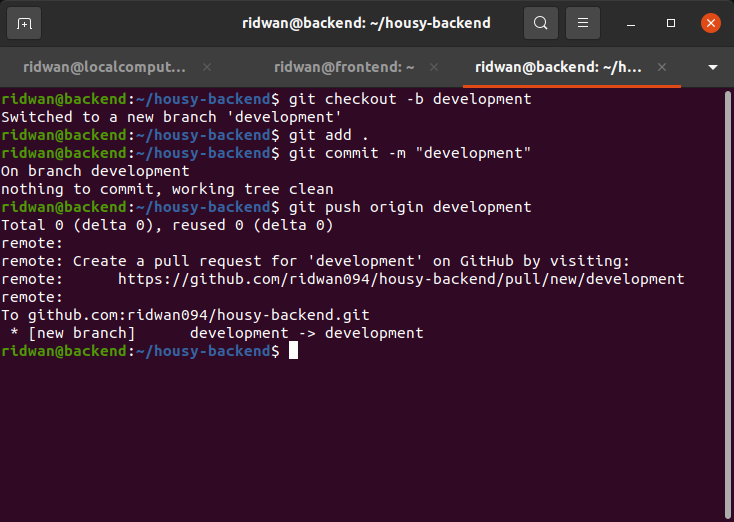 ridwan@backend: ~/housy-backend
ridwan@localcomput... × ridwan@frontend: ~ × ridwan@backend: ~/h... ×
ridwan@backend:~/housy-backend$ git checkout -b development
Switched to a new branch 'development'
ridwan@backend:~/housy-backend$ git add .
ridwan@backend:~/housy-backend$ git commit -m "development"
On branch development
nothing to commit, working tree clean
ridwan@backend:~/housy-backend$ git push origin development
Total 0 (delta 0), reused 0 (delta 0)
remote:
remote: Create a pull request for 'development' on GitHub by visiting:
remote:      https://github.com/ridwan094/housy-backend/pull/new/development
remote:
To github.com:ridwan094/housy-backend.git
 * [new branch]      development -> development
ridwan@backend:~/housy-backend$